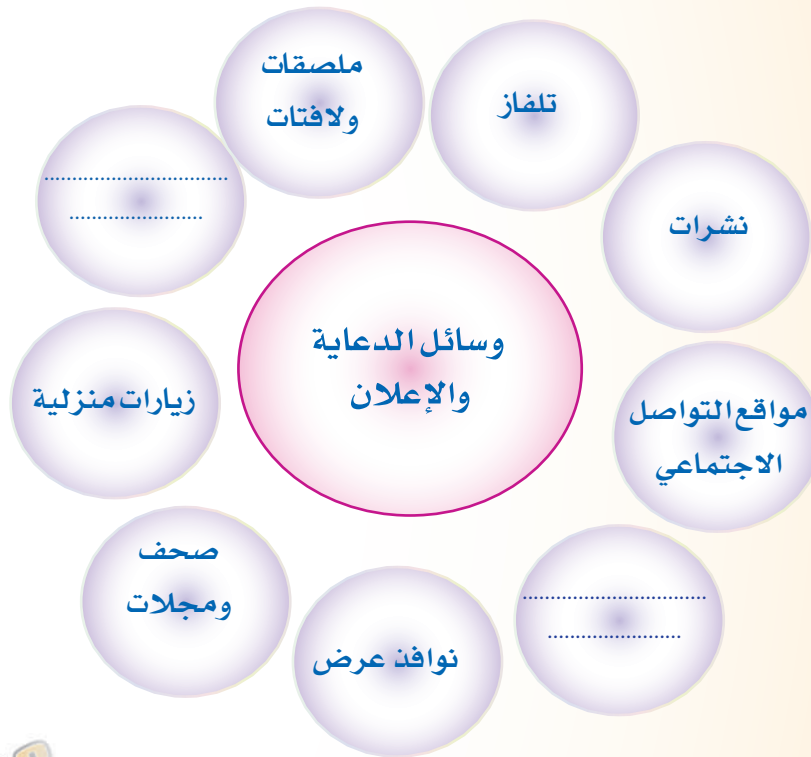 ملصقات
ولافتات
تلفاز
نشرات
مواقع التواصل
الاجتماعي
................................
.......................
نوافذ عرض
صحف
ومجلات
زيارات منزلية
................................
.......................
وسائل الدعاية
والإعلان